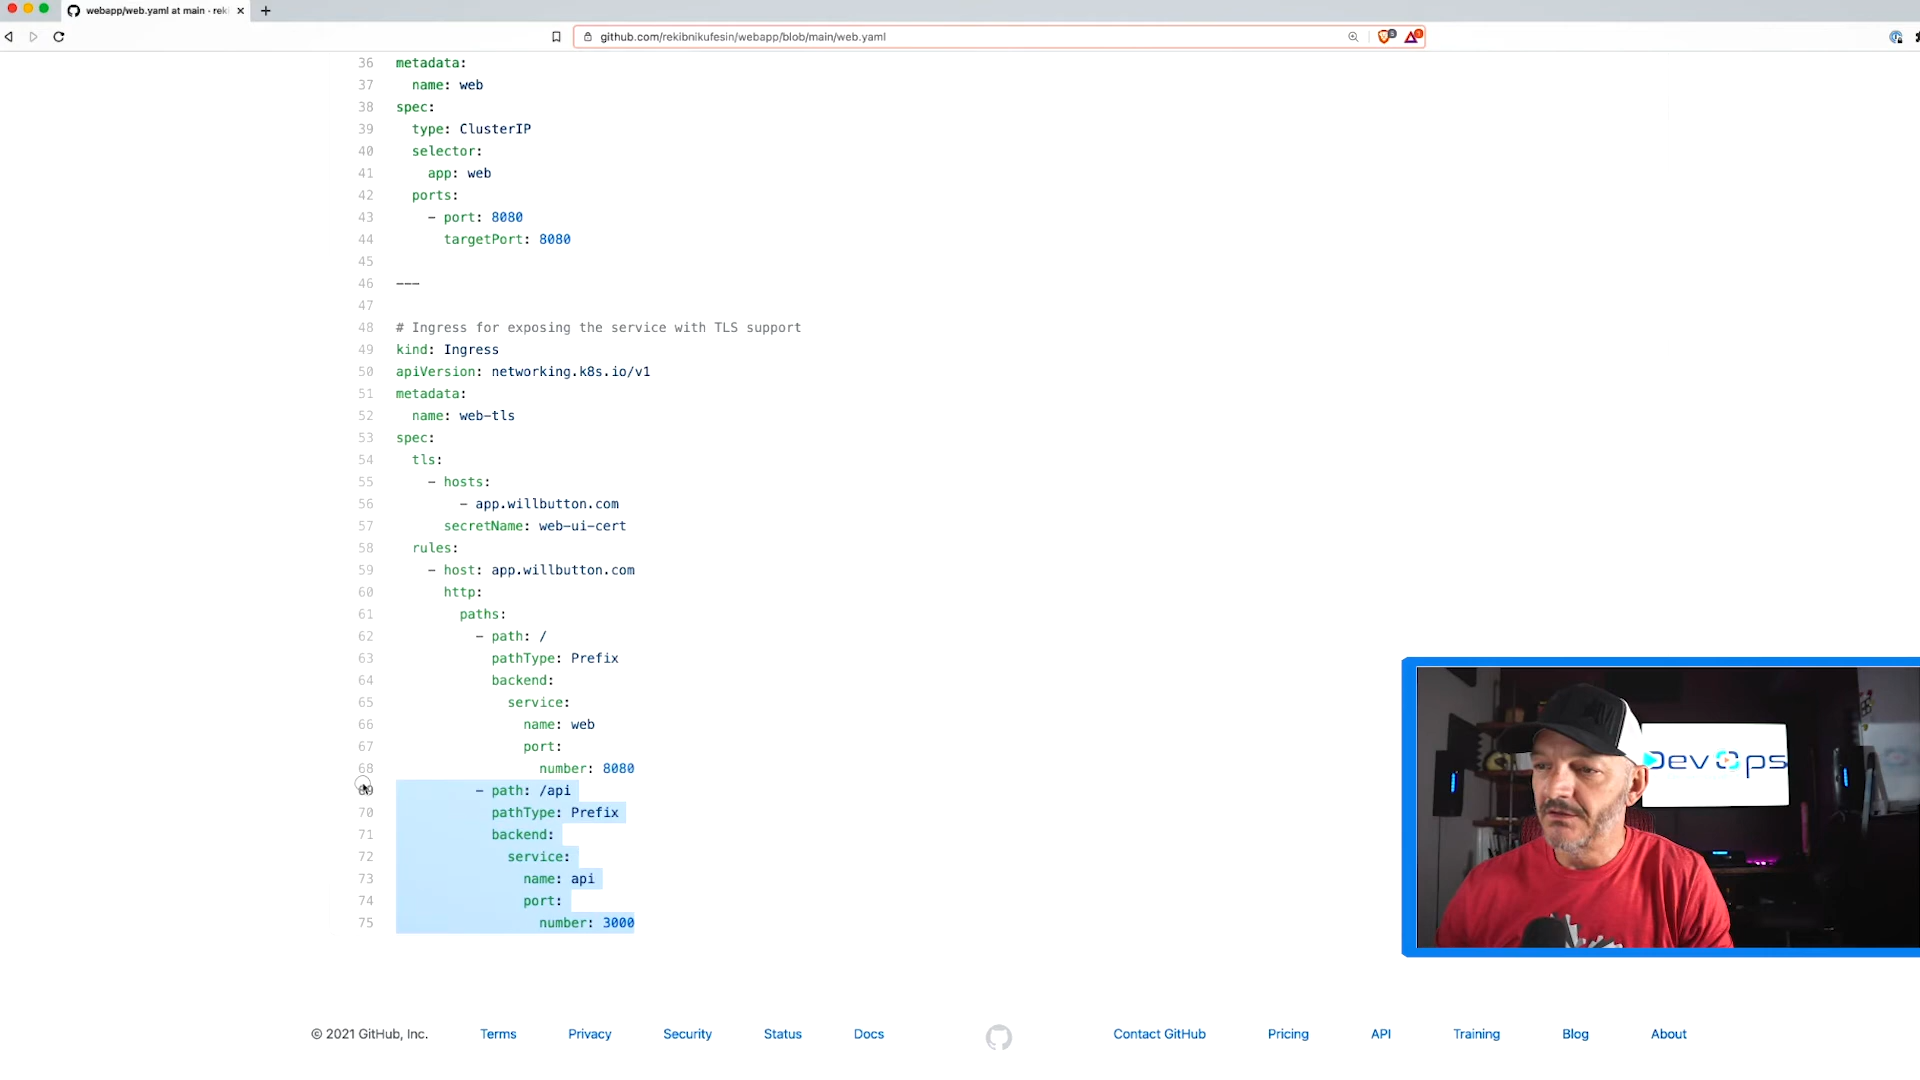 webapp/web.yaml at main · rek
github.com/rekibnikufesin/webapp/blob/main/web.yaml
36 metadata:
37 name: web
38 spec:
39 type: ClusterIP
40 selector:
41 app: web
42 ports:
43 - port: 8080
44 targetPort: 8080
45
46 ---
47
48 # Ingress for exposing the service with TLS support
49 kind: Ingress
50 apiVersion: networking.k8s.io/v1
51 metadata:
52 name: web-tls
53 spec:
54 tls:
55 - hosts:
56 - app.willbutton.com
57 secretName: web-ui-cert
58 rules:
59 - host: app.willbutton.com
60 http:
61 paths:
62 - path: /
63 pathType: Prefix
64 backend:
65 service:
66 name: web
67 port:
68 number: 8080
69 - path: /api
70 pathType: Prefix
71 backend:
72 service:
73 name: api
74 port:
75 number: 3000
DevOps
© 2021 GitHub, Inc. Terms Privacy Security Status Docs Contact GitHub Pricing API Training Blog About